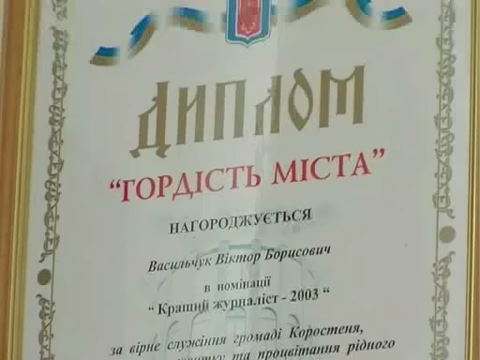 ДИПЛОМ
“ГОРДІСТЬ МІСТА”
НАГОРОДЖУЄТЬСЯ
Васильчук Віктор Борисович
в номінації
“ Кращий журналіст - 2003 “
за вірне служіння громаді Коростеня,
та процвітання рідного